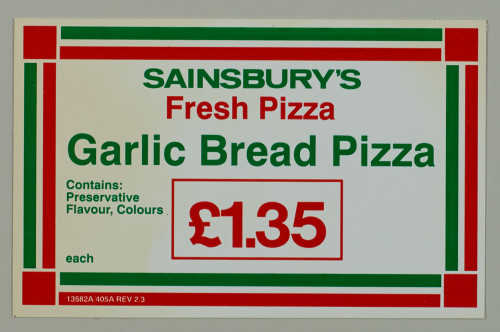 SAINSBURY'S
Fresh Pizza
Garlic Bread Pizza
Contains:
Preservative
Flavour, Colours
£1.35
each
13582A/405A REV 2/3